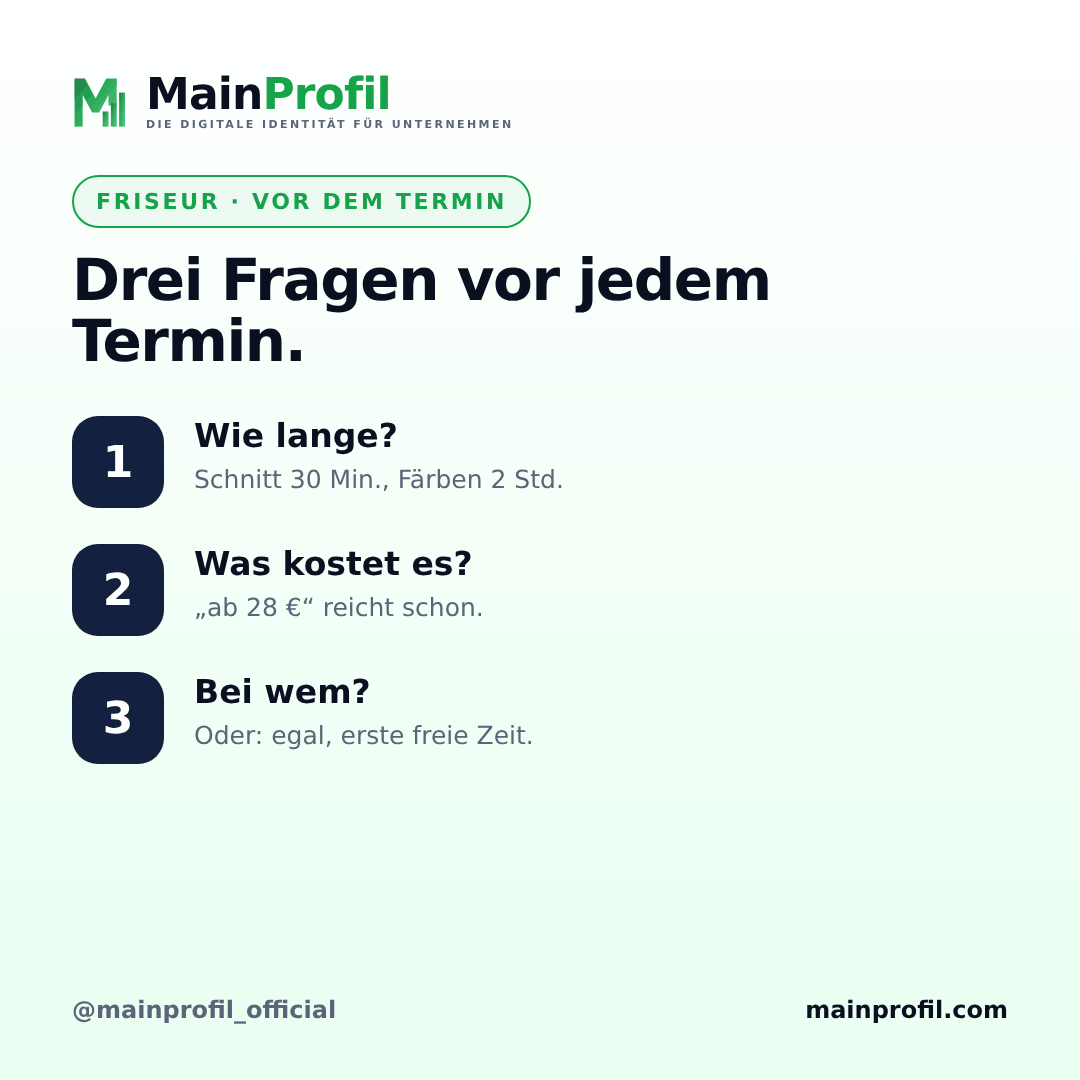 MainProfil
DIE DIGITALE IDENTITÄT FÜR UNTERNEHMEN
FRISEUR · VOR DEM TERMIN
Drei Fragen vor jedem
Termin.
1
Wie lange?
Schnitt 30 Min., Färben 2 Std.
2
Was kostet es?
„ab 28 €“ reicht schon.
3
Bei wem?
Oder: egal, erste freie Zeit.
@mainprofil_official
mainprofil.com